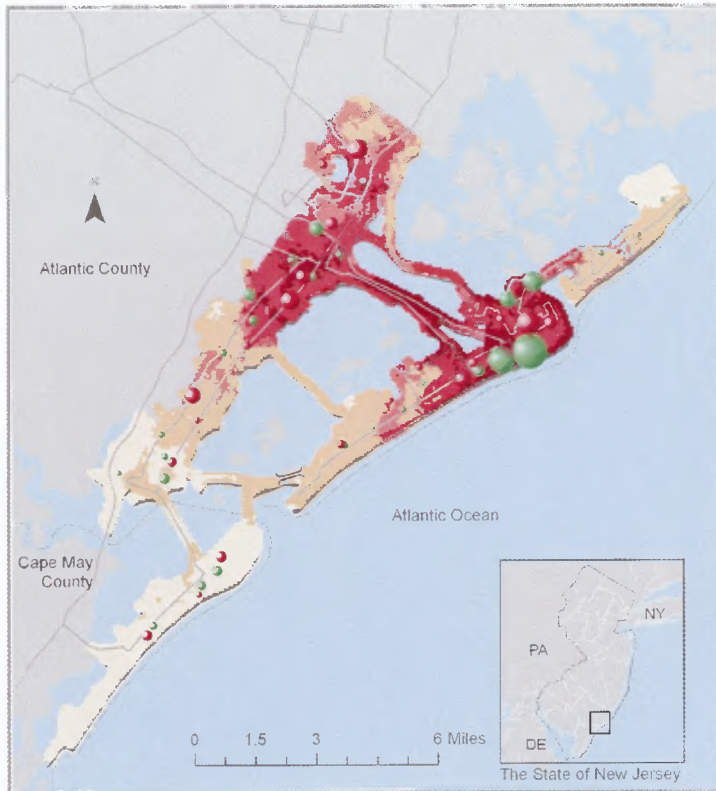 Atlantic County
Atlantic Ocean
Cape May
County
NY
PA
DE
0 1.5 3 6 Miles
The State of New Jersey